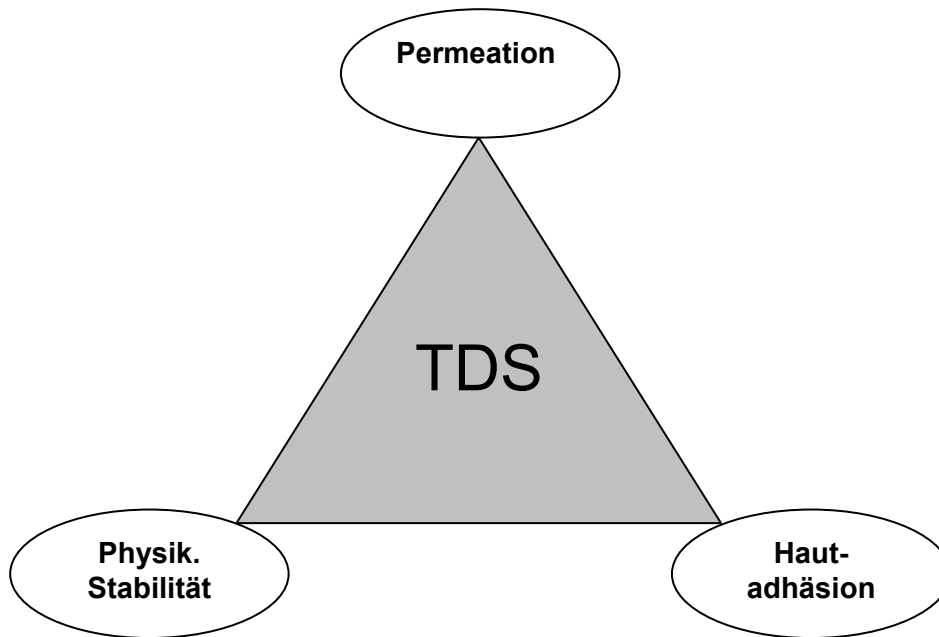 Permeation
TDS
Physik.
Stabilität
Haut-
adhäsion